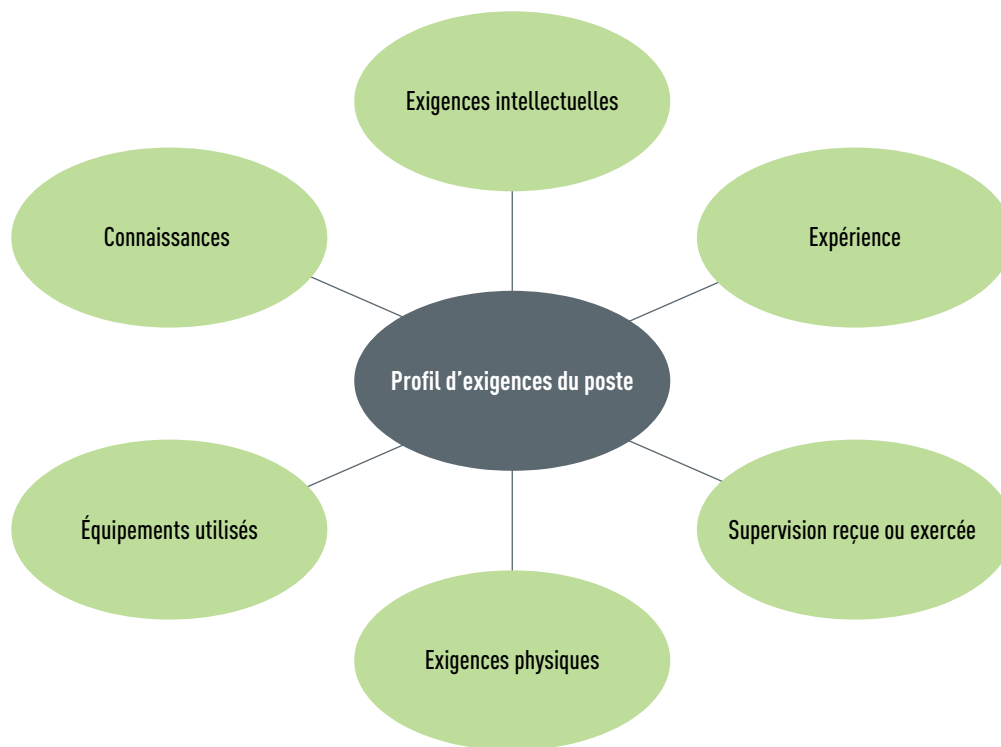 Exigences intellectuelles
Connaissances
Expérience
Profil d’exigences du poste
Équipements utilisés
Supervision reçue ou exercée
Exigences physiques